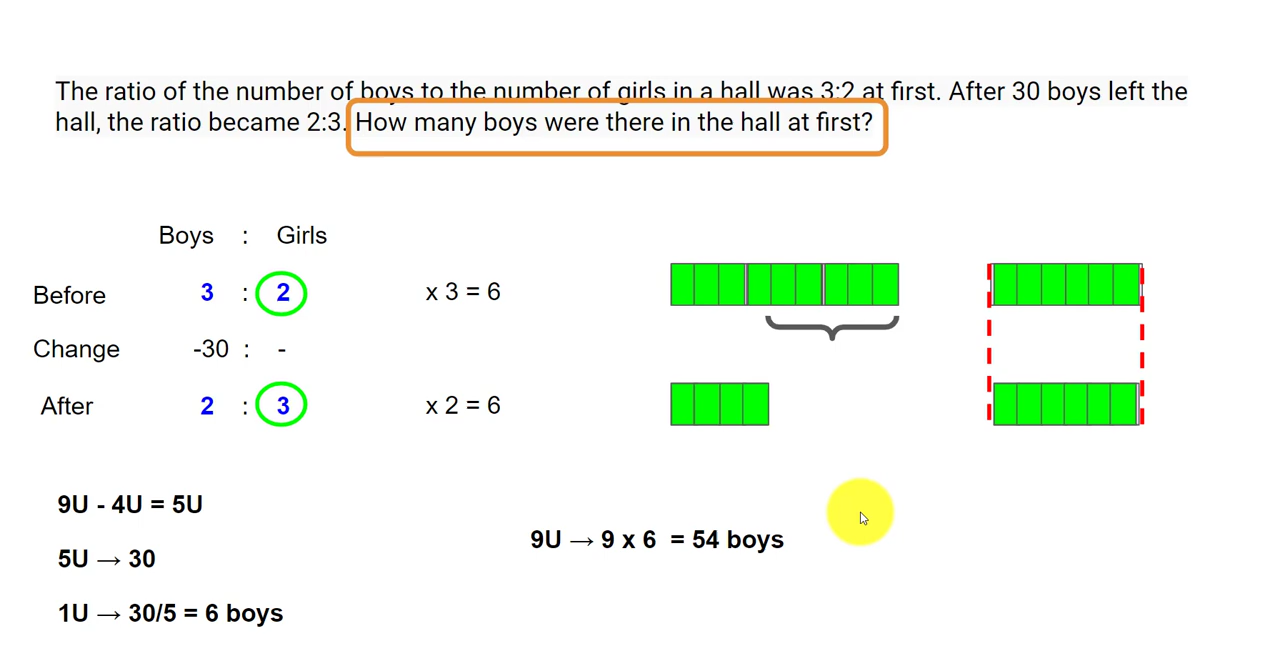 The ratio of the number of boys to the number of girls in a hall was 3:2 at first. After 30 boys left the
hall, the ratio became 2:3. How many boys were there in the hall at first?
Boys : Girls
Before 3 : 2 x 3 = 6
Change -30 : -
After 2 : 3 x 2 = 6
9U - 4U = 5U
5U → 30
1U → 30/5 = 6 boys
9U → 9 x 6 = 54 boys